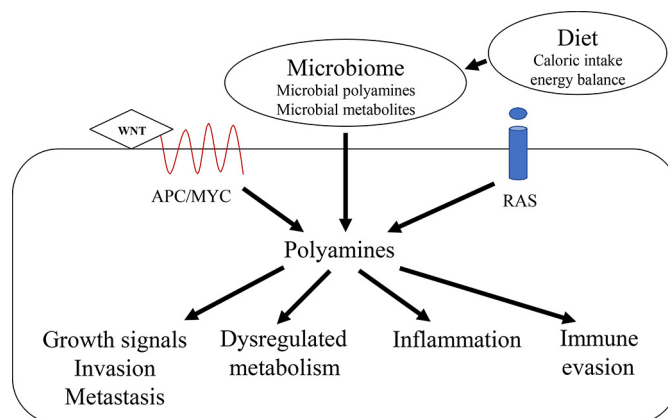 Diet
Caloric intake
energy balance
Microbiome
Microbial polyamines
Microbial metabolites
WNT
APC/MYC
RAS
Polyamines
Growth signals
Invasion
Metastasis
Dysregulated
metabolism
Inflammation
Immune
evasion